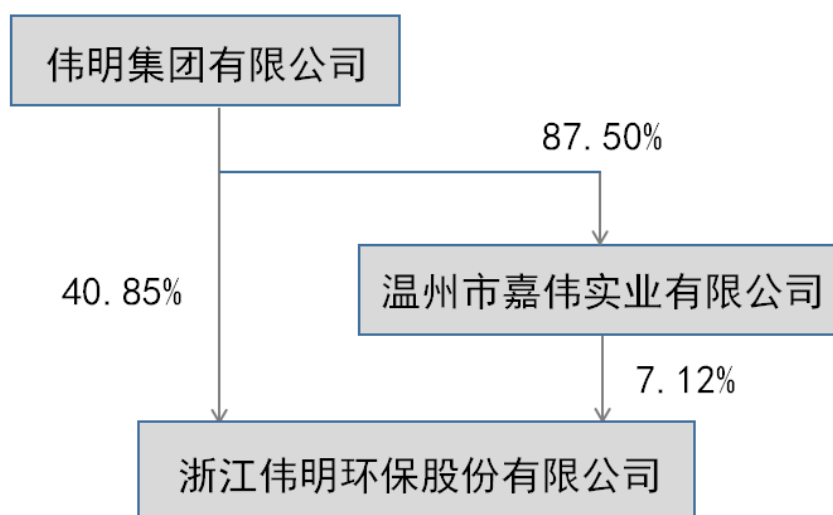 伟明集团有限公司
87.50%
40.85%
温州市嘉伟实业有限公司
7.12%
浙江伟明环保股份有限公司